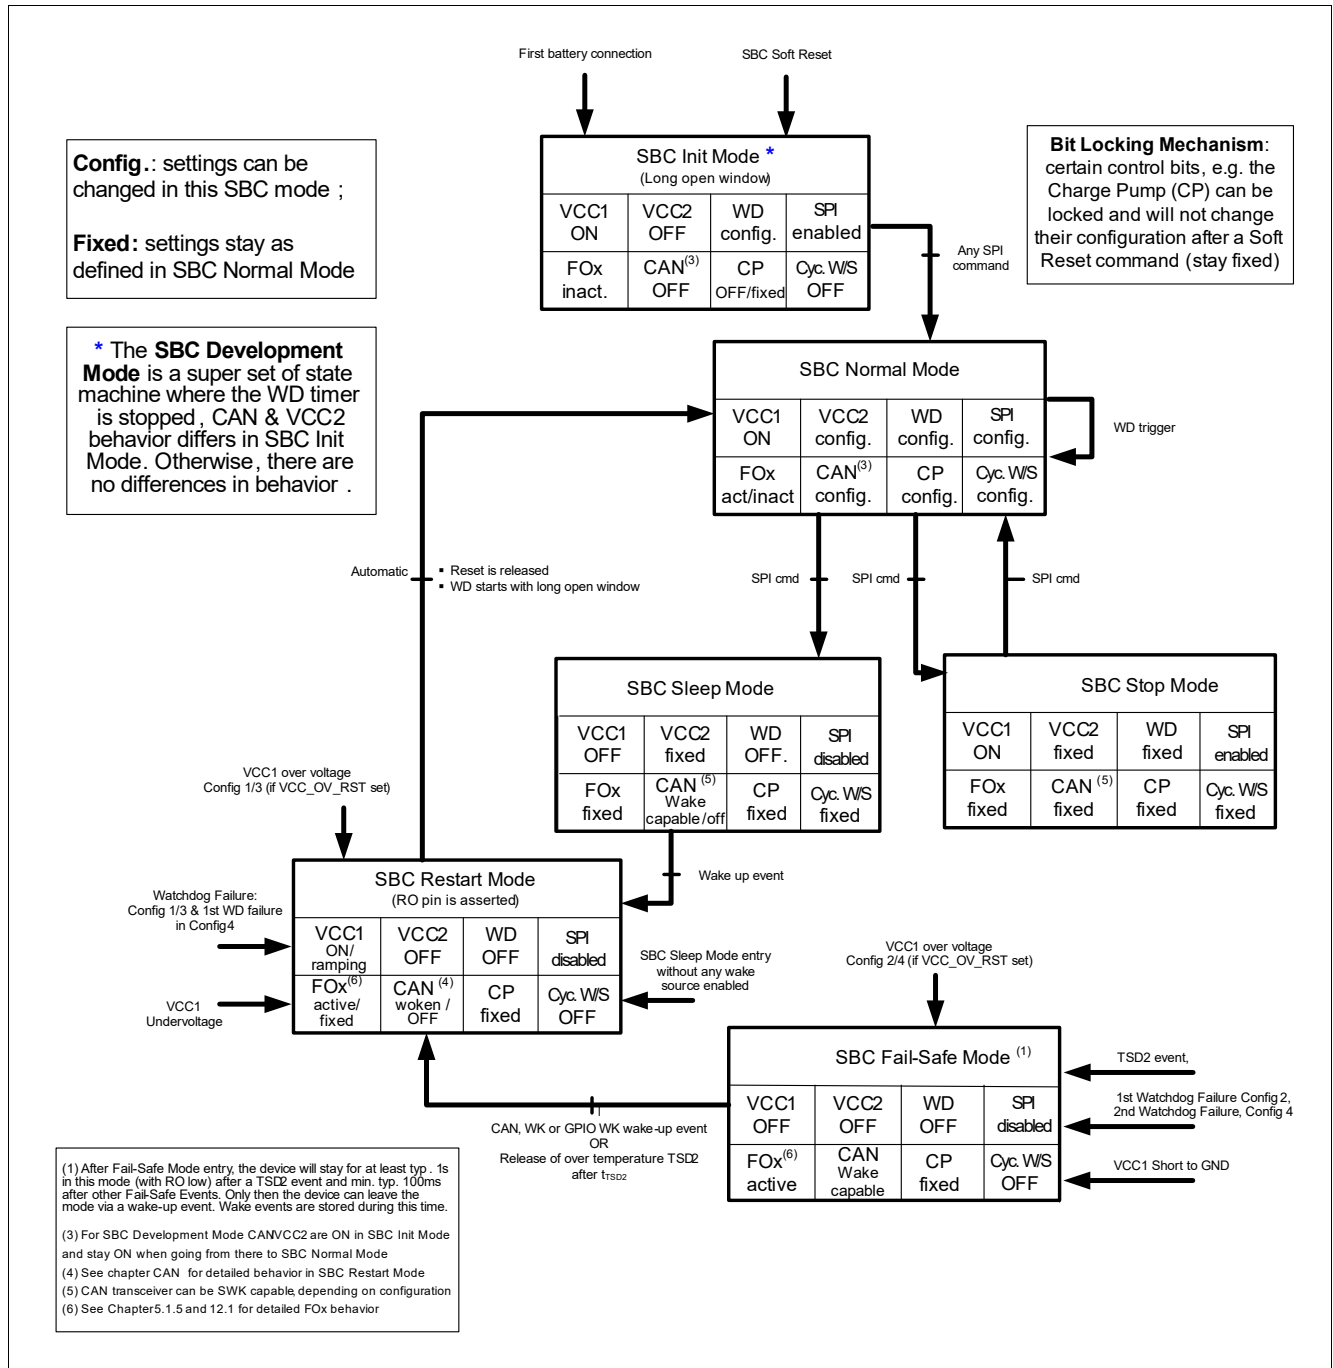 First battery connection
SBC Soft Reset
Config.: settings can be
changed in this SBC mode ;
Fixed: settings stay as
defined in SBC Normal Mode
SBC Init Mode *
(Long open window)
VCC1 VCC2 WD SPI
ON OFF config. enabled
FOx CAN(3) CP Cyc. W/S
inact. OFF OFF/fixed OFF
Bit Locking Mechanism:
certain control bits, e.g. the
Charge Pump (CP) can be
locked and will not change
their configuration after a Soft
Reset command (stay fixed)
Any SPI
command
* The SBC Development
Mode is a super set of state
machine where the WD timer
is stopped , CAN & VCC2
behavior differs in SBC Init
Mode. Otherwise, there are
no differences in behavior .
SBC Normal Mode
VCC1 VCC2 WD SPI
ON config. config. config.
FOx CAN(3) CP Cyc. W/S
act/inact config. config. config.
WD trigger
Automatic
▪ Reset is released
▪ WD starts with long open window
SPI cmd
SPI cmd
SPI cmd
SBC Sleep Mode
VCC1 VCC2 WD SPI
OFF fixed OFF. disabled
FOx CAN (5) CP Cyc. W/S
fixed Wake fixed fixed
capable/off
SBC Stop Mode
VCC1 VCC2 WD SPI
ON fixed fixed enabled
FOx CAN (5) CP Cyc. W/S
fixed fixed fixed fixed
VCC1 over voltage
Config 1/3 (if VCC_OV_RST set)
Wake up event
Watchdog Failure:
Config 1/3 & 1st WD failure
in Config4
VCC1
Undervoltage
SBC Restart Mode
(RO pin is asserted)
VCC1 VCC2 WD SPI
ON/ OFF OFF disabled
ramping
FOx(6) CAN (4) CP Cyc. W/S
active/ woken / fixed OFF
fixed OFF
SBC Sleep Mode entry
without any wake
source enabled
VCC1 over voltage
Config 2/4 (if VCC_OV_RST set)
SBC Fail-Safe Mode (1)
VCC1 VCC2 WD SPI
OFF OFF OFF disabled
FOx(6) CAN CP Cyc. W/S
active Wake fixed OFF
capable
TSD2 event,
1st Watchdog Failure Config 2,
2nd Watchdog Failure, Config 4
VCC1 Short to GND
CAN, WK or GPIO WK wake-up event
OR
Release of over temperature TSD2
after tTSD2
(1) After Fail-Safe Mode entry, the device will stay for at least typ. 1s
in this mode (with RO low) after a TSD2 event and min. typ. 100ms
after other Fail-Safe Events. Only then the device can leave the
mode via a wake-up event. Wake events are stored during this time.
(3) For SBC Development Mode CAN/VCC2 are ON in SBC Init Mode
and stay ON when going from there to SBC Normal Mode
(4) See chapter CAN for detailed behavior in SBC Restart Mode
(5) CAN transceiver can be SWK capable, depending on configuration
(6) See Chapter 5.1.5 and 12.1 for detailed FOx behavior